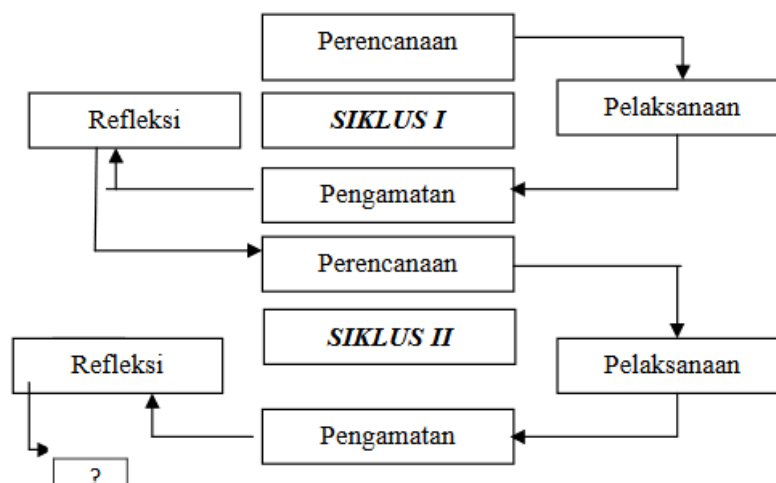 Perencanaan
Pelaksanaan
Refleksi
SIKLUS I
Pengamatan
Perencanaan
SIKLUS II
Refleksi
Pelaksanaan
Pengamatan
?